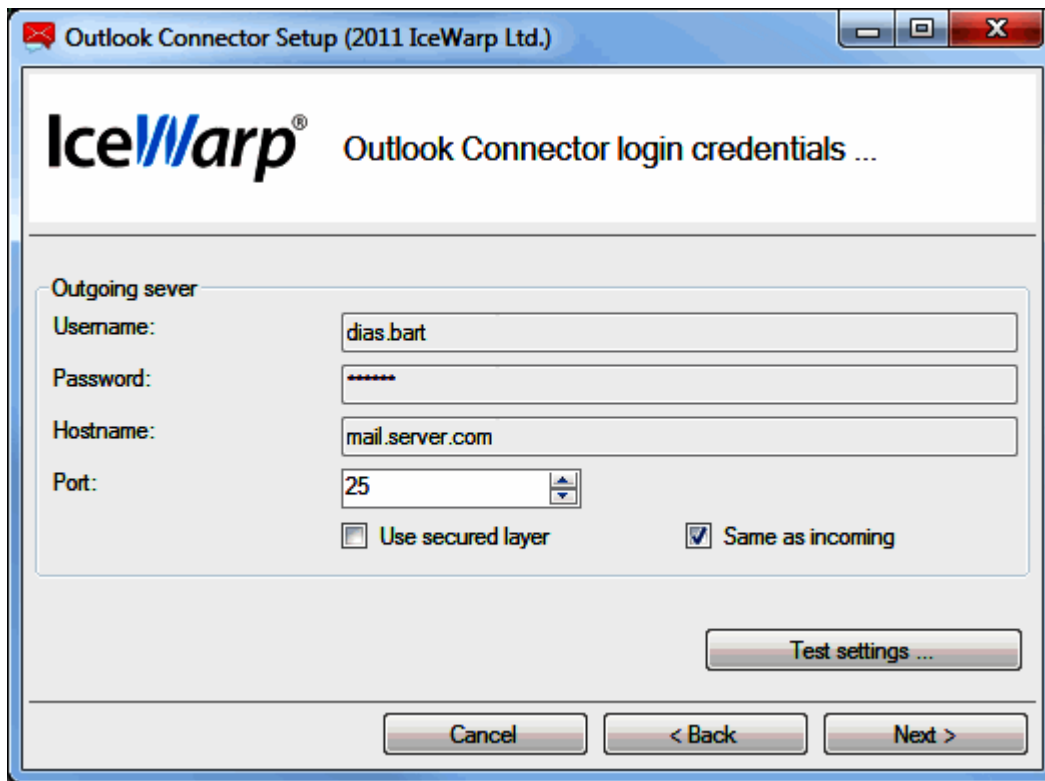 Outlook Connector Setup (2011 IceWarp Ltd.)
IceWarp®
Outlook Connector login credentials ...
Outgoing sever
Username:
dias.bart
Password:
******
Hostname:
mail.server.com
Port:
25
Use secured layer
Same as incoming
Test settings ...
Cancel
< Back
Next >